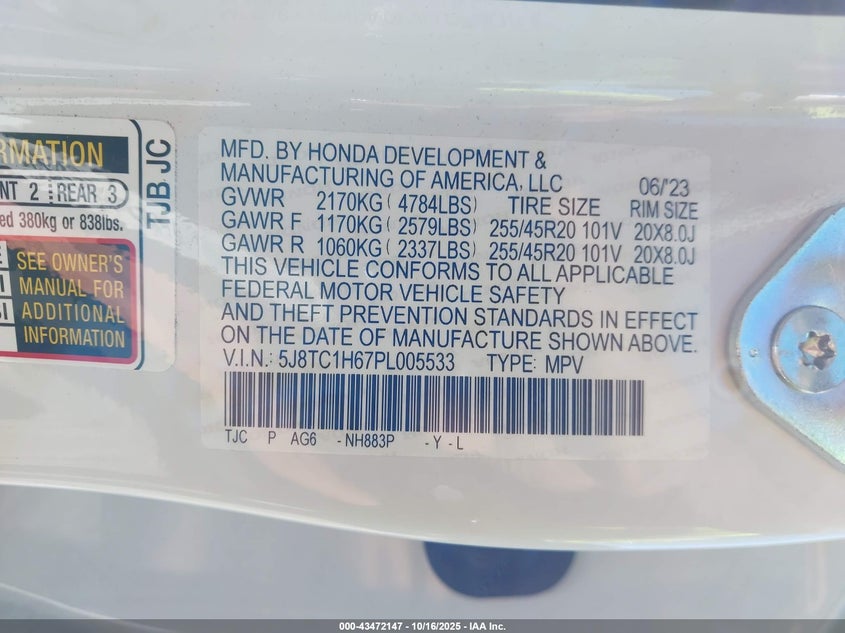 RMATION
NT 2 REAR 3
ed 380kg or 838lbs.
SEE OWNER'S
MANUAL FOR
ADDITIONAL
INFORMATION
TJB JC
MFD. BY HONDA DEVELOPMENT &
MANUFACTURING OF AMERICA, LLC 06/'23
GVWR 2170KG( 4784LBS) TIRE SIZE RIM SIZE
GAWR F 1170KG( 2579LBS) 255/45R20 101V 20X8.0J
GAWR R 1060KG( 2337LBS) 255/45R20 101V 20X8.0J
THIS VEHICLE CONFORMS TO ALL APPLICABLE
FEDERAL MOTOR VEHICLE SAFETY
AND THEFT PREVENTION STANDARDS IN EFFECT
ON THE DATE OF MANUFACTURE SHOWN ABOVE.
V.I.N.: 5J8TC1H67PL005533 TYPE: MPV
TJC P AG6 -NH883P -Y-L
000-43472147 - 10/16/2025 - IAA Inc.